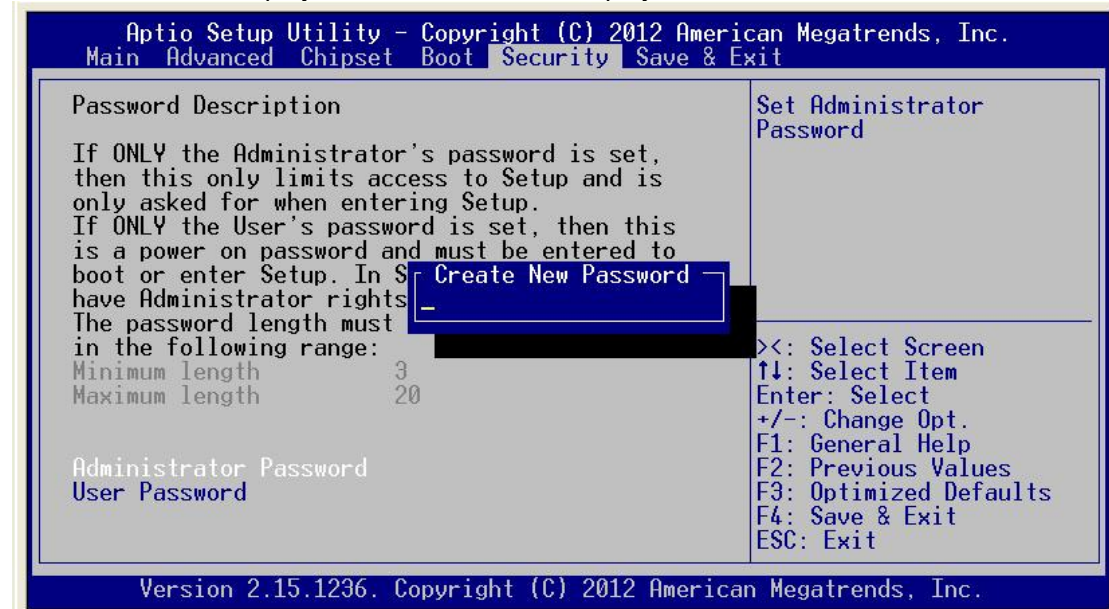 Aptio Setup Utility – Copyright (C) 2012 American Megatrends, Inc.
Main Advanced Chipset Boot Security Save & Exit
Password Description
If ONLY the Administrator's password is set,
then this only limits access to Setup and is
only asked for when entering Setup.
If ONLY the User's password is set, then this
is a power on password and must be entered to
boot or enter Setup. In S
have Administrator rights
The password length must
in the following range:
Minimum length 3
Maximum length 20
Administrator Password
User Password
Create New Password
Set Administrator
Password
><: Select Screen
↑↓: Select Item
Enter: Select
+/-: Change Opt.
F1: General Help
F2: Previous Values
F3: Optimized Defaults
F4: Save & Exit
ESC: Exit
Version 2.15.1236. Copyright (C) 2012 American Megatrends, Inc.